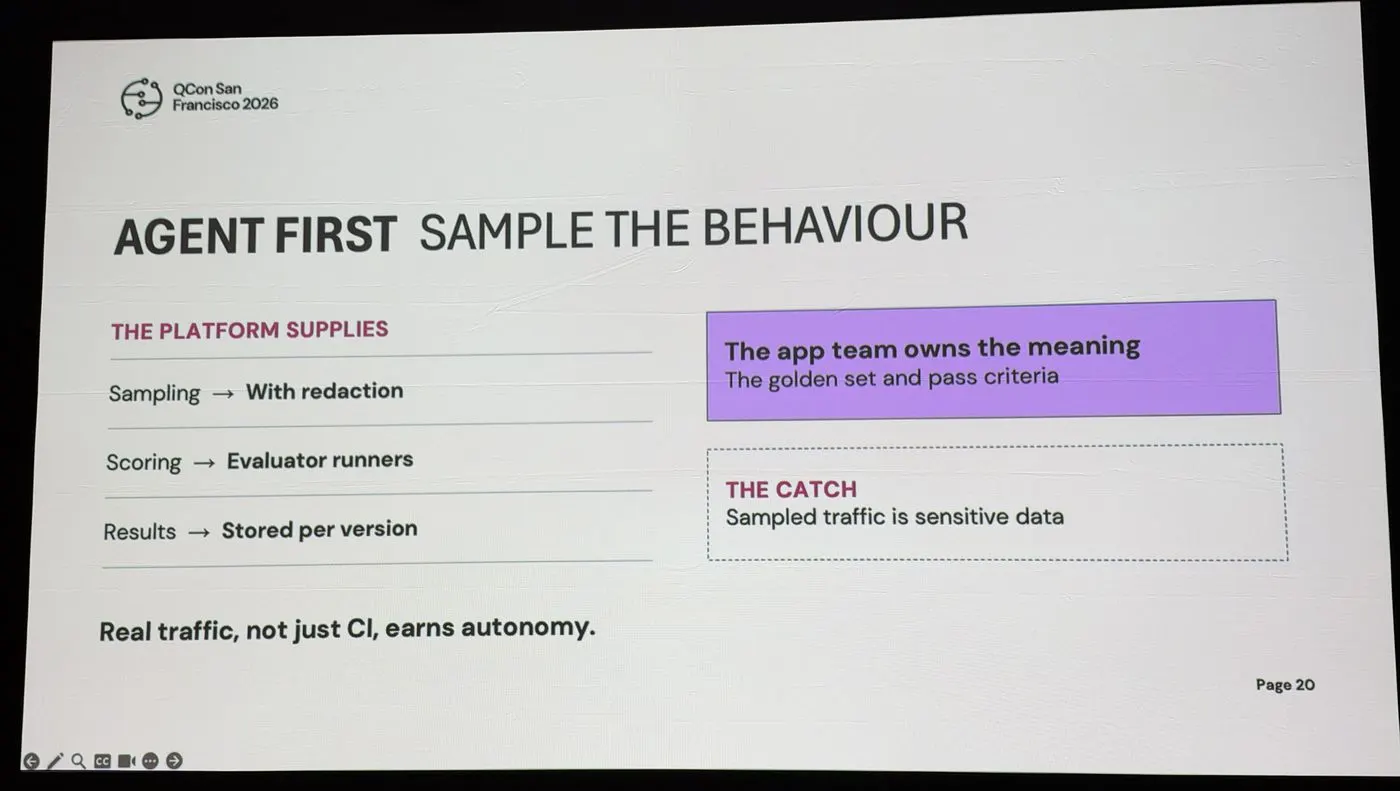 QCon San
Francisco 2026
AGENT FIRST SAMPLE THE BEHAVIOUR
THE PLATFORM SUPPLIES
Sampling → With redaction
Scoring → Evaluator runners
Results → Stored per version
The app team owns the meaning
The golden set and pass criteria
THE CATCH
Sampled traffic is sensitive data
Real traffic, not just CI, earns autonomy.
Page 20
CC